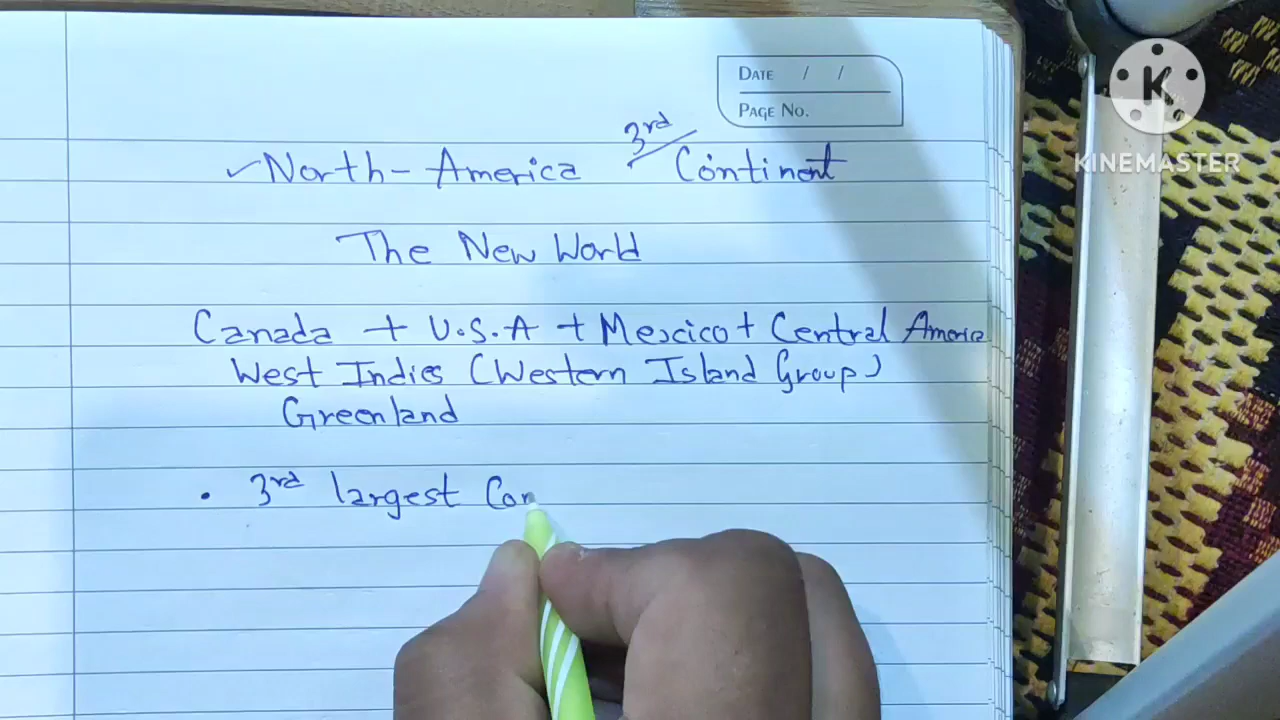 DATE / /
PAGE NO.
KINEMASTER
3rd
North-America Continent
The New World
Canada + U.S.A + Mexico + Central America
West Indies (Western Island Group)
Greenland
• 3rd largest Con